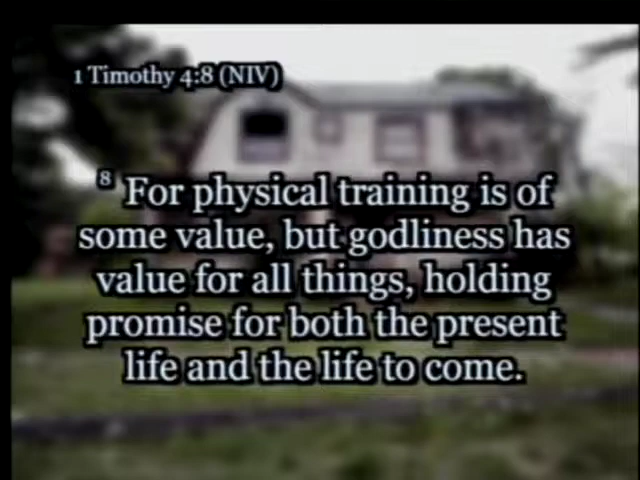 1 Timothy 4:8 (NIV)
8 For physical training is of
some value, but godliness has
value for all things, holding
promise for both the present
life and the life to come.